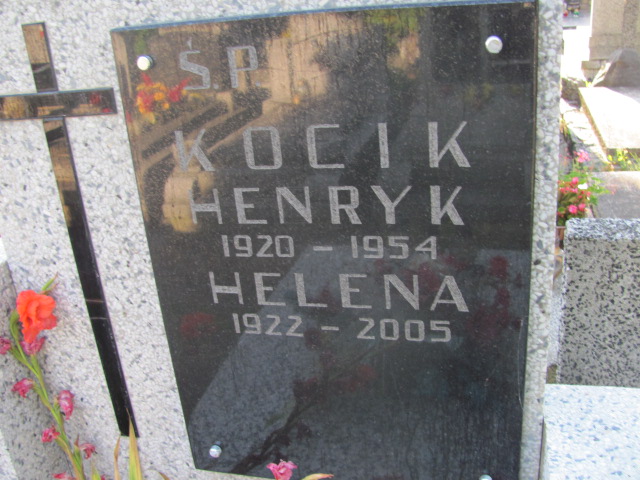 ŚP
KOCIK
HENRYK
1920 – 1954
HELENA
1922 – 2005